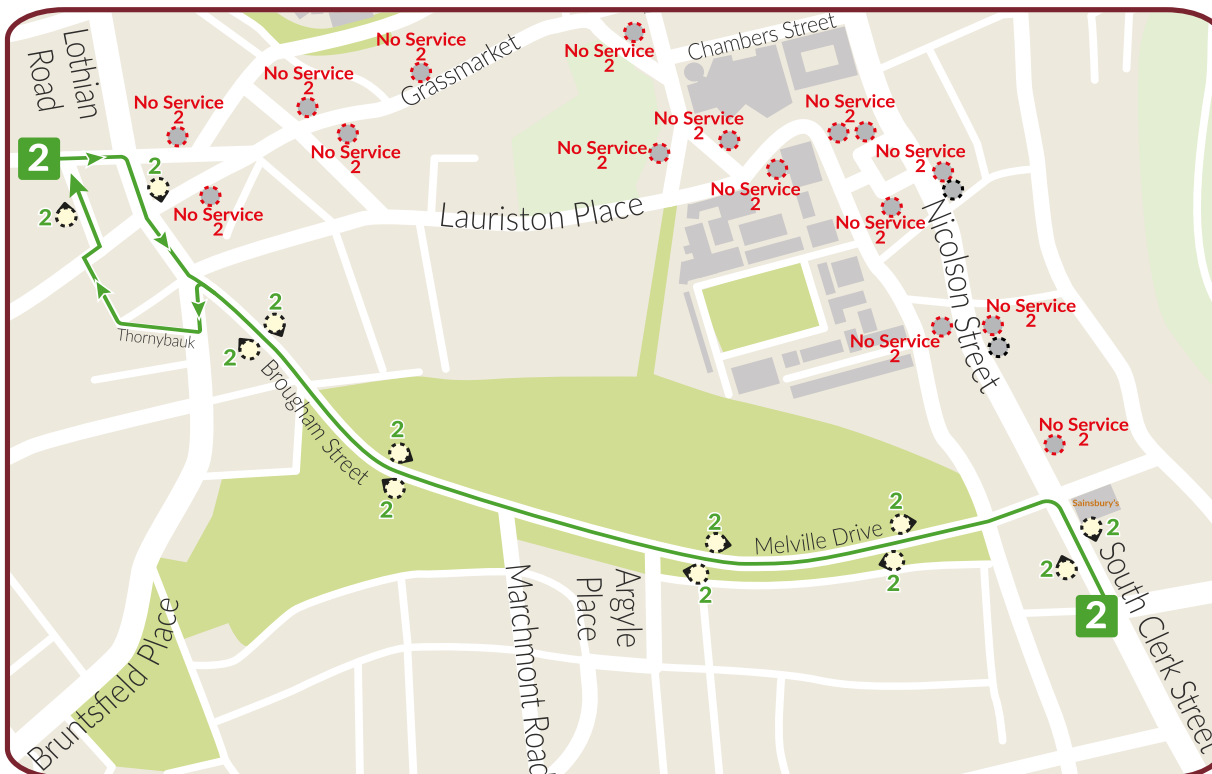 Lothian
Road
No Service
2
No Service
2
No Service
2
No Service
2
No Service
2
No Service
2
Grassmarket
Chambers Street
No Service
2
No Service
2
No Service
2
No Service
2
No Service
2
No Service
2
2
2
2
Lauriston Place
Nicolson Street
No Service
2
No Service
2
No Service
2
Thornybauk
2
2
Brougham Street
2
2
2
Melville Drive
2
2
2
Sainsbury's
2
2
2
South Clerk Street
Bruntsfield Place
Marchmont Road
Argyle
Place